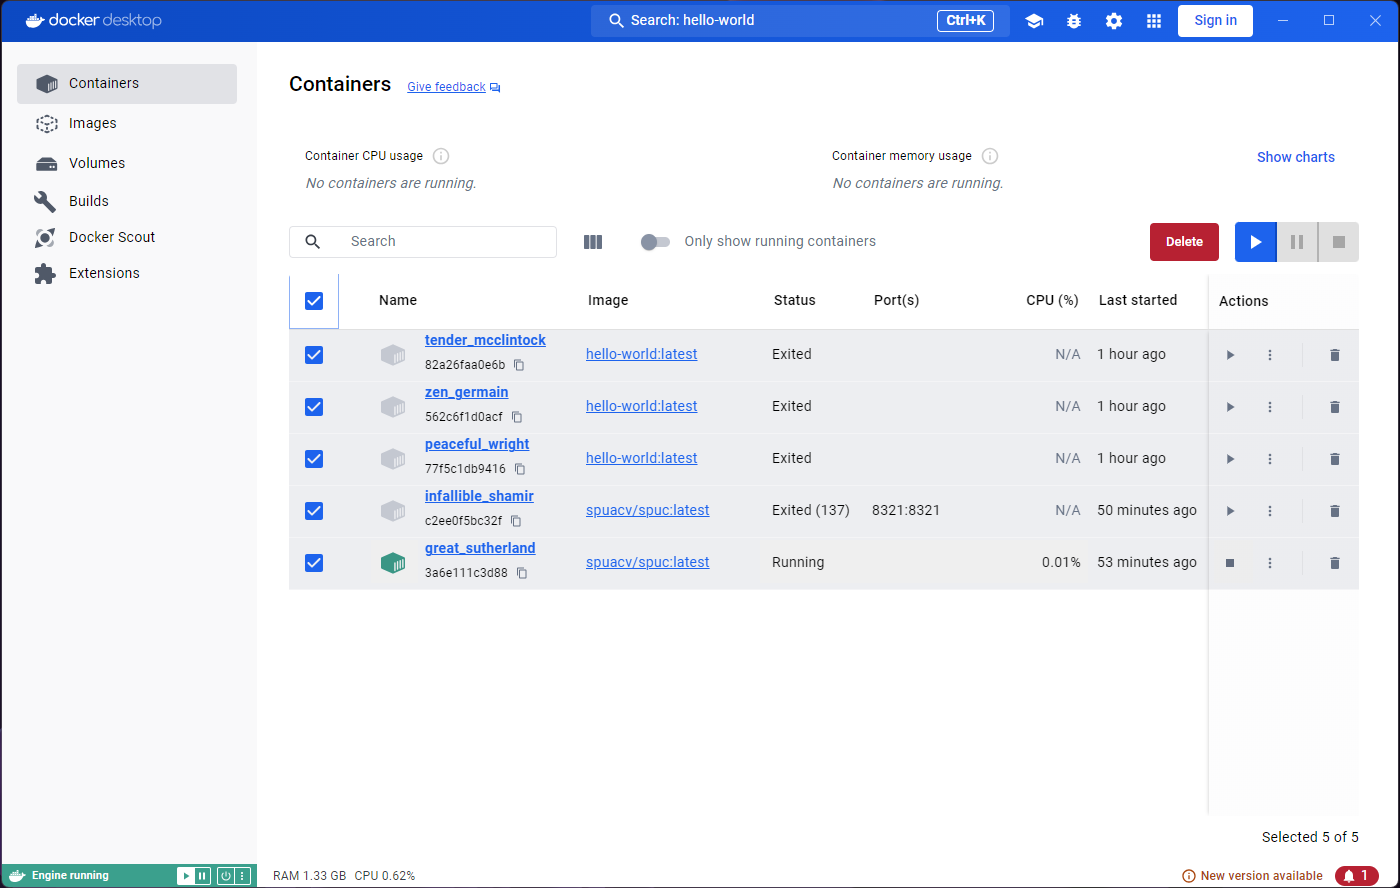 docker desktop
Search: hello-world
Ctrl+K
Sign in
Containers
Images
Volumes
Builds
Docker Scout
Extensions
Containers
Give feedback
Container CPU usage
No containers are running.
Container memory usage
No containers are running.
Show charts
Search
Only show running containers
Delete
Name Image Status Port(s) CPU (%) Last started Actions
tender_mcclintock
82a26faa0e6b
hello-world:latest Exited N/A 1 hour ago
zen_germain
562c6f1d0acf
hello-world:latest Exited N/A 1 hour ago
peaceful_wright
77f5c1db9416
hello-world:latest Exited N/A 1 hour ago
infallible_shamir
c2ee0f5bc32f
spuacv/spuc:latest Exited (137) 8321:8321 N/A 50 minutes ago
great_sutherland
3a6e111c3d88
spuacv/spuc:latest Running 0.01% 53 minutes ago
Selected 5 of 5
Engine running
RAM 1.33 GB CPU 0.62%
New version available
1